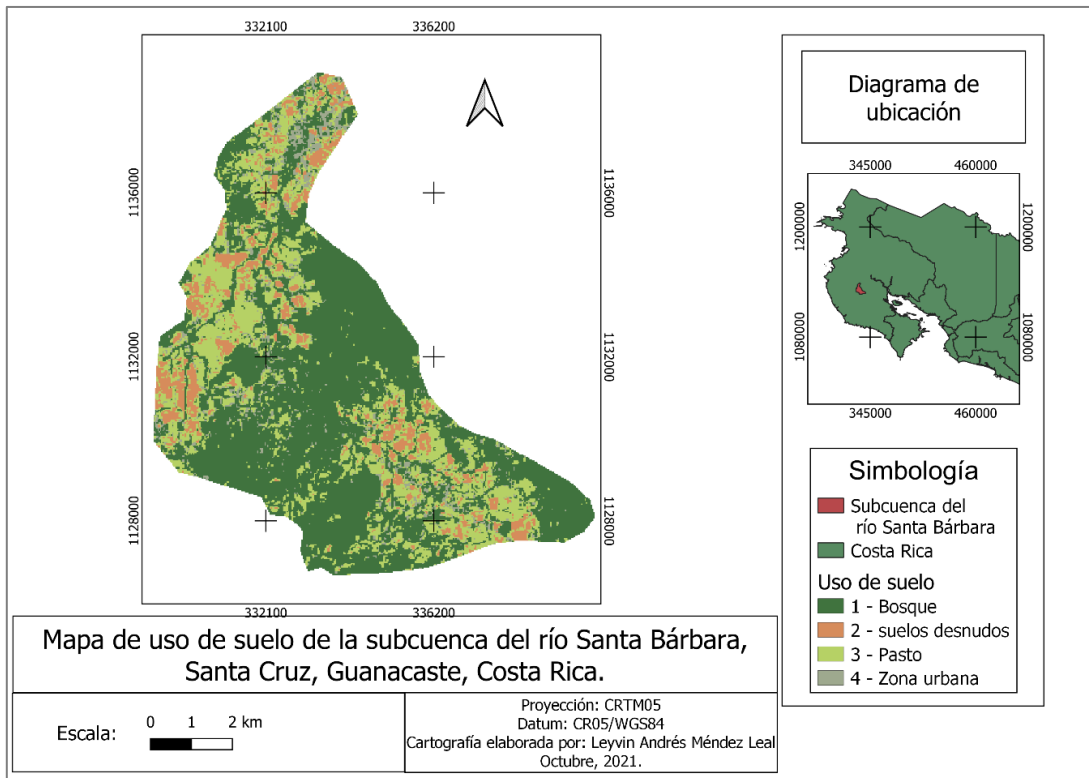 332100 336200
1136000 1136000
1132000 1132000
1128000 1128000
332100 336200
Diagrama de
ubicación
345000 460000
1200000 1200000
1080000 1080000
345000 460000
Simbología
Subcuenca del
río Santa Bárbara
Costa Rica
Uso de suelo
1 - Bosque
2 - suelos desnudos
3 - Pasto
4 - Zona urbana
Mapa de uso de suelo de la subcuenca del río Santa Bárbara,
Santa Cruz, Guanacaste, Costa Rica.
Escala: 0 1 2 km
Proyección: CRTM05
Datum: CR05/WGS84
Cartografía elaborada por: Leyvin Andrés Méndez Leal
Octubre, 2021.